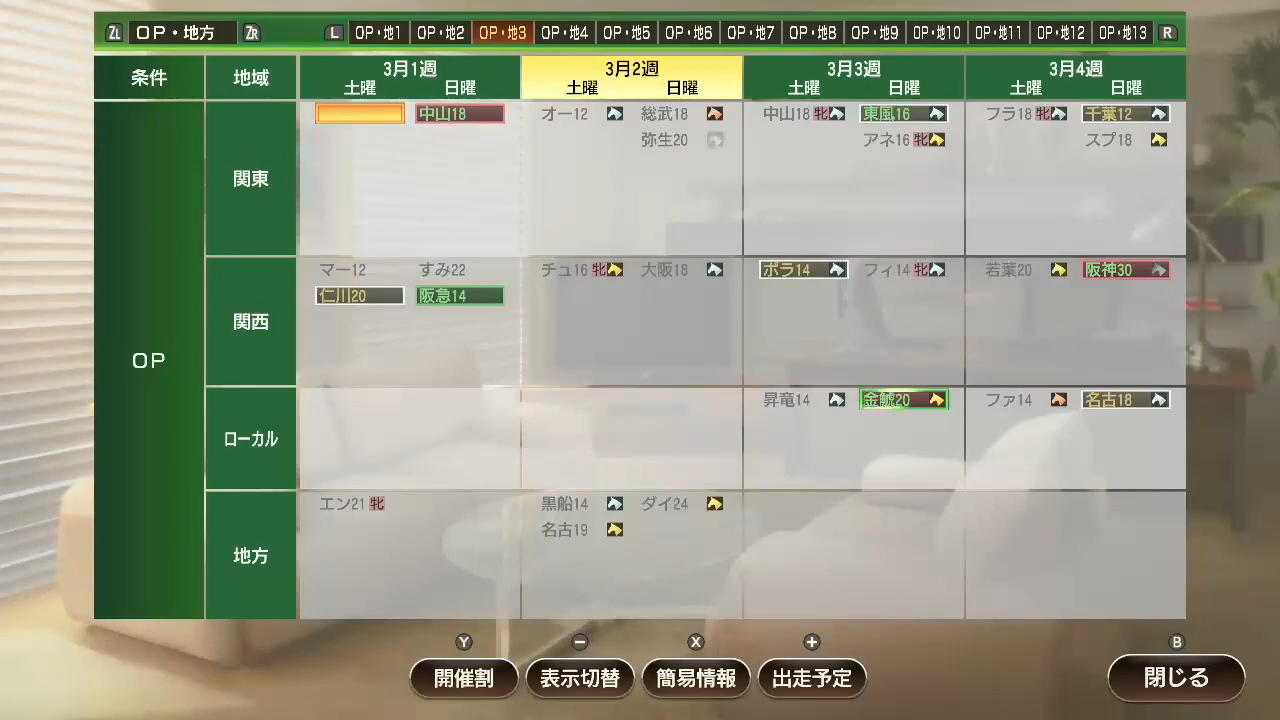 ZL OP・地方 ZR
L OP・地1 OP・地2 OP・地3 OP・地4 OP・地5 OP・地6 OP・地7 OP・地8 OP・地9 OP・地10 OP・地11 OP・地12 OP・地13 R
条件 地域 3月1週 3月2週 3月3週 3月4週
土曜 日曜 土曜 日曜 土曜 日曜 土曜 日曜
OP
関東
中山18 オー12 総武18 中山18 牝 東風16 フラ18 牝 千葉12
弥生20 アネ16 牝 スプ18
関西
マー12 すみ22 チュ16 牝 大阪18 ポラ14 フィ14 牝 若葉20 阪神30
仁川20 阪急14
ローカル
昇竜14 金鯱20 ファ14 名古18
地方
エン21 牝 黒船14 ダイ24
名古19
Y − X + B
開催割 表示切替 簡易情報 出走予定 閉じる